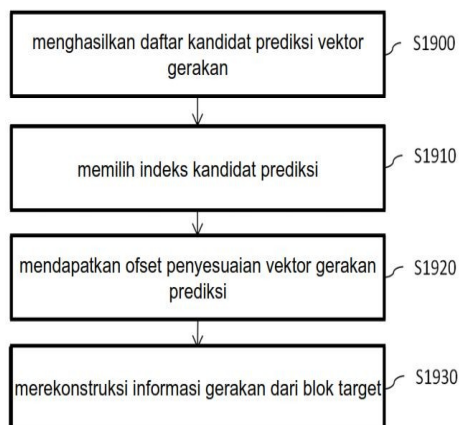 menghasilkan daftar kandidat prediksi vektor
gerakan
S1900
memilih indeks kandidat prediksi
S1910
mendapatkan ofset penyesuaian vektor gerakan
prediksi
S1920
merekonstruksi informasi gerakan dari blok target
S1930